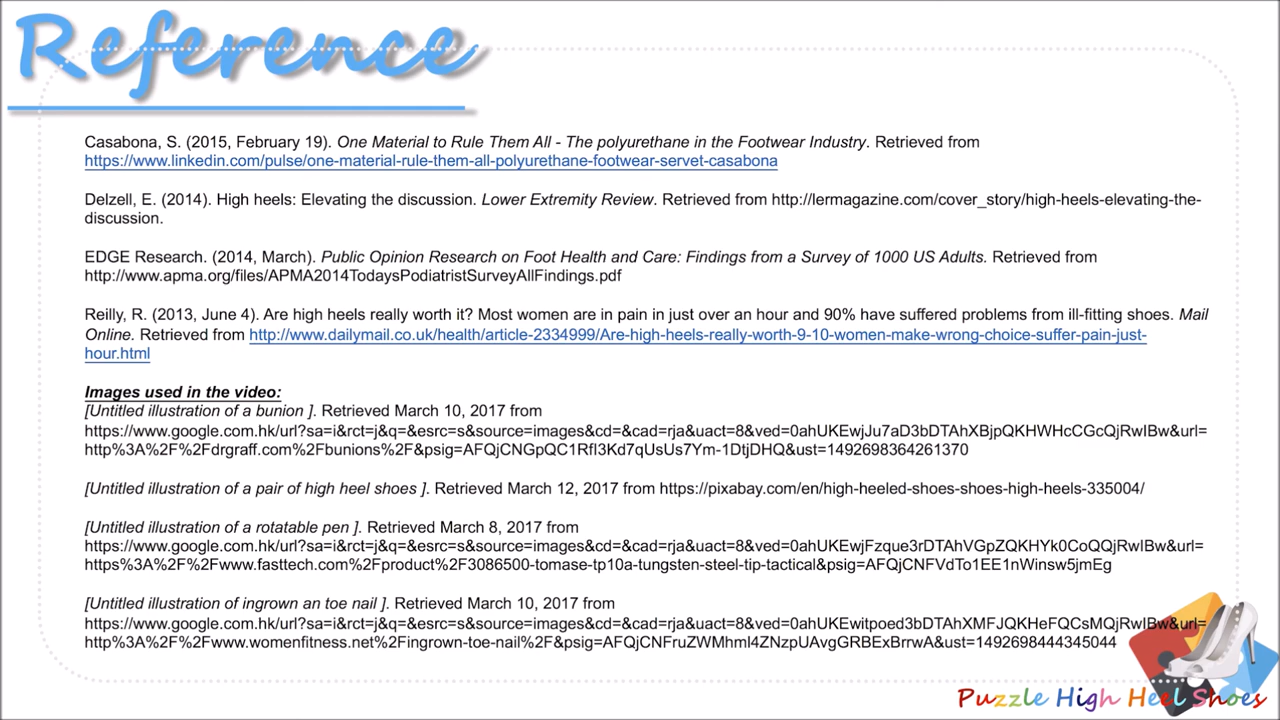 Reference
Casabona, S. (2015, February 19). One Material to Rule Them All - The polyurethane in the Footwear Industry. Retrieved from
https://www.linkedin.com/pulse/one-material-rule-them-all-polyurethane-footwear-servet-casabona
Delzell, E. (2014). High heels: Elevating the discussion. Lower Extremity Review. Retrieved from http://lermagazine.com/cover_story/high-heels-elevating-the-
discussion.
EDGE Research. (2014, March). Public Opinion Research on Foot Health and Care: Findings from a Survey of 1000 US Adults. Retrieved from
http://www.apma.org/files/APMA2014TodaysPodiatristSurveyAllFindings.pdf
Reilly, R. (2013, June 4). Are high heels really worth it? Most women are in pain in just over an hour and 90% have suffered problems from ill-fitting shoes. Mail
Online. Retrieved from http://www.dailymail.co.uk/health/article-2334999/Are-high-heels-really-worth-9-10-women-make-wrong-choice-suffer-pain-just-
hour.html
Images used in the video:
[Untitled illustration of a bunion ]. Retrieved March 10, 2017 from
https://www.google.com.hk/url?sa=i&rct=j&q=&esrc=s&source=images&cd=&cad=rja&uact=8&ved=0ahUKEwjJu7aD3bDTAhXBjpQKHWHcCGcQjRwIBw&url=
http%3A%2F%2Fdrgraff.com%2Fbunions%2F&psig=AFQjCNGpQC1RfI3Kd7qUsUs7Ym-1DtjDHQ&ust=1492698364261370
[Untitled illustration of a pair of high heel shoes ]. Retrieved March 12, 2017 from https://pixabay.com/en/high-heeled-shoes-shoes-high-heels-335004/
[Untitled illustration of a rotatable pen ]. Retrieved March 8, 2017 from
https://www.google.com.hk/url?sa=i&rct=j&q=&esrc=s&source=images&cd=&cad=rja&uact=8&ved=0ahUKEwjFzque3rDTAhVGpZQKHYk0CoQQjRwIBw&url=
https%3A%2F%2Fwww.fasttech.com%2Fproduct%2F3086500-tomase-tp10a-tungsten-steel-tip-tactical&psig=AFQjCNFVdTo1EE1nWinsw5jmEg
[Untitled illustration of ingrown an toe nail ]. Retrieved March 10, 2017 from
https://www.google.com.hk/url?sa=i&rct=j&q=&esrc=s&source=images&cd=&cad=rja&uact=8&ved=0ahUKEwitpoed3bDTAhXMFJQKHeFQCsMQjRwIBw&url=
http%3A%2F%2Fwww.womenfitness.net%2Fingrown-toe-nail%2F&psig=AFQjCNFruZWMhmI4ZNzpUAvgGRBExBrrwA&ust=1492698444345044
Puzzle High Heel Shoes